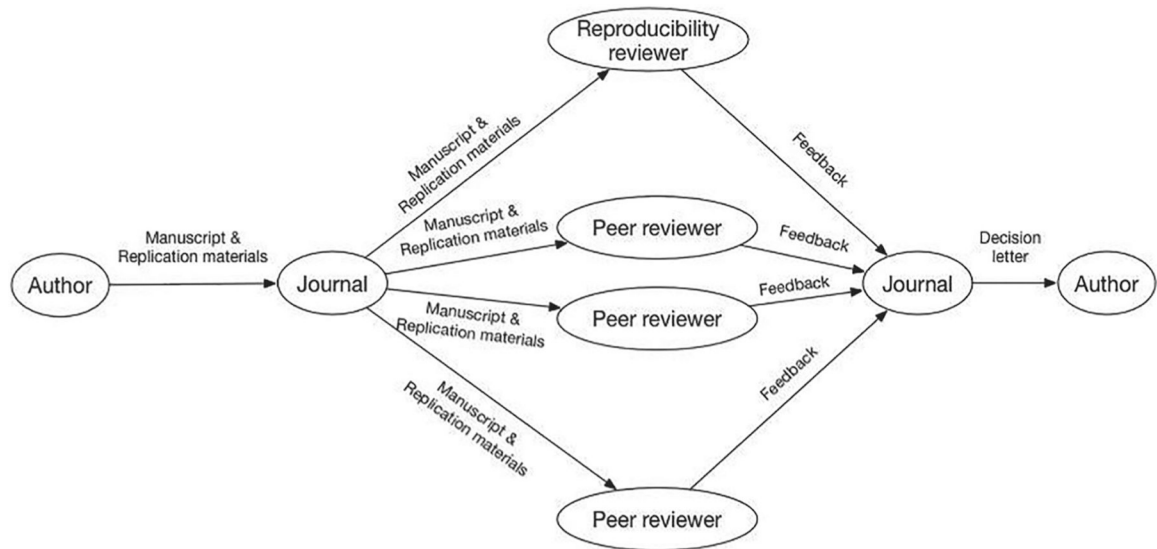 Reproducibility
reviewer
Manuscript &
Replication materials
Feedback
Manuscript &
Replication materials
Peer reviewer
Feedback
Manuscript &
Replication materials
Author
Journal
Decision
letter
Journal
Author
Feedback
Peer reviewer
Manuscript &
Replication materials
Manuscript &
Replication materials
Feedback
Peer reviewer